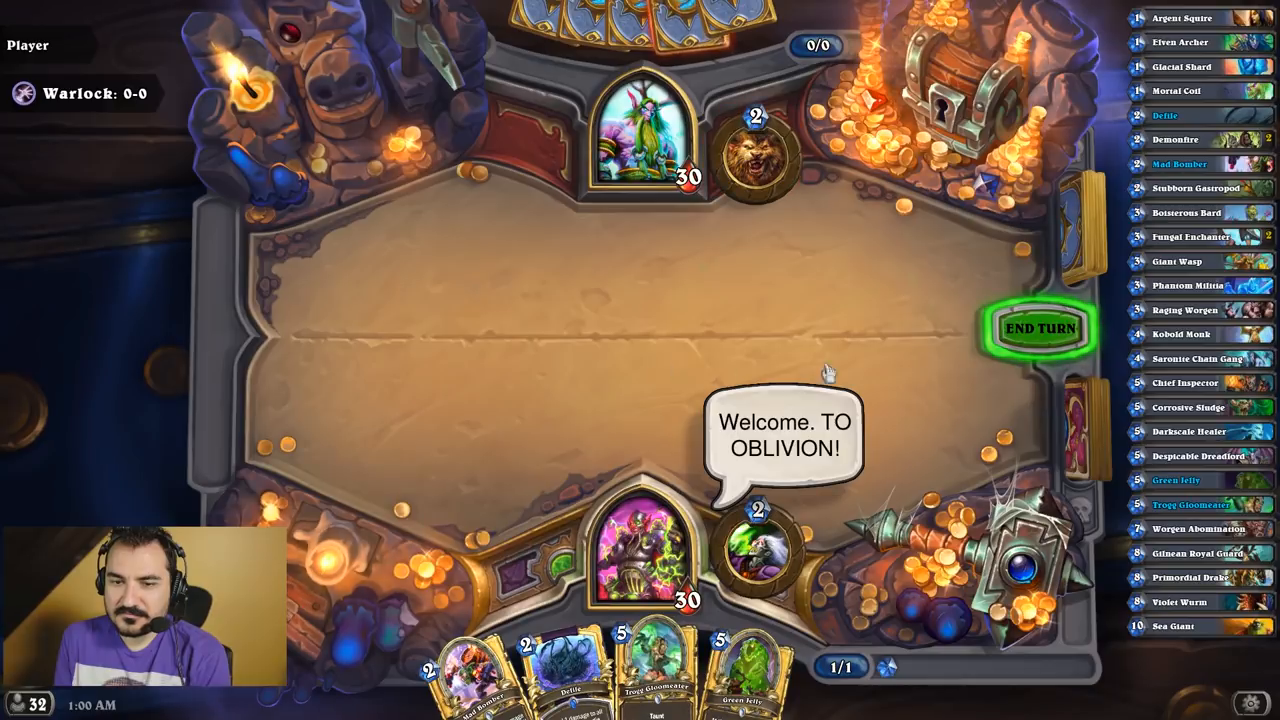 Player
Warlock: 0-0
0/0
2
30
END TURN
Welcome. TO
OBLIVION!
2
30
2
Mad Bomber
2
Defile
5
Trogg Gloomeater
Taunt
5
Green Jelly
1/1
32
1:00 AM
1 Argent Squire
1 Elven Archer
1 Glacial Shard
1 Mortal Coil
2 Defile
2 Demonfire 2
2 Mad Bomber
2 Stubborn Gastropod
3 Boisterous Bard
3 Fungal Enchanter 2
3 Giant Wasp
3 Phantom Militia
3 Raging Worgen
4 Kobold Monk
4 Saronite Chain Gang
5 Chief Inspector
5 Corrosive Sludge
5 Darkscale Healer
5 Despicable Dreadlord
5 Green Jelly
5 Trogg Gloomeater
7 Worgen Abomination
8 Gilnean Royal Guard
8 Primordial Drake
8 Violet Wurm
10 Sea Giant